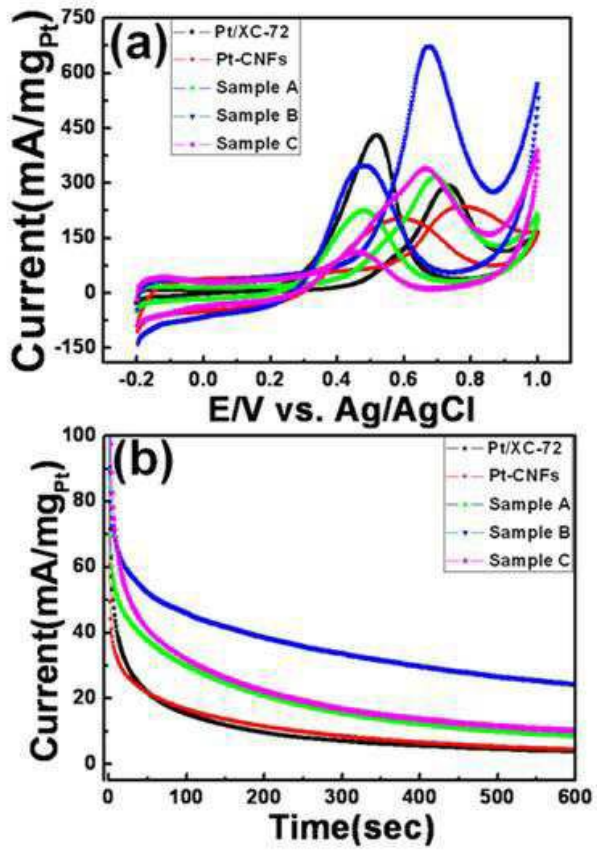 (a)
Pt/XC-72
Pt-CNFs
Sample A
Sample B
Sample C
750
600
450
300
150
0
-150
Current(mA/mg_Pt)
-0.2 0.0 0.2 0.4 0.6 0.8 1.0
E/V vs. Ag/AgCl
(b)
Pt/XC-72
Pt-CNFs
Sample A
Sample B
Sample C
100
80
60
40
20
0
Current(mA/mg_Pt)
0 100 200 300 400 500 600
Time(sec)